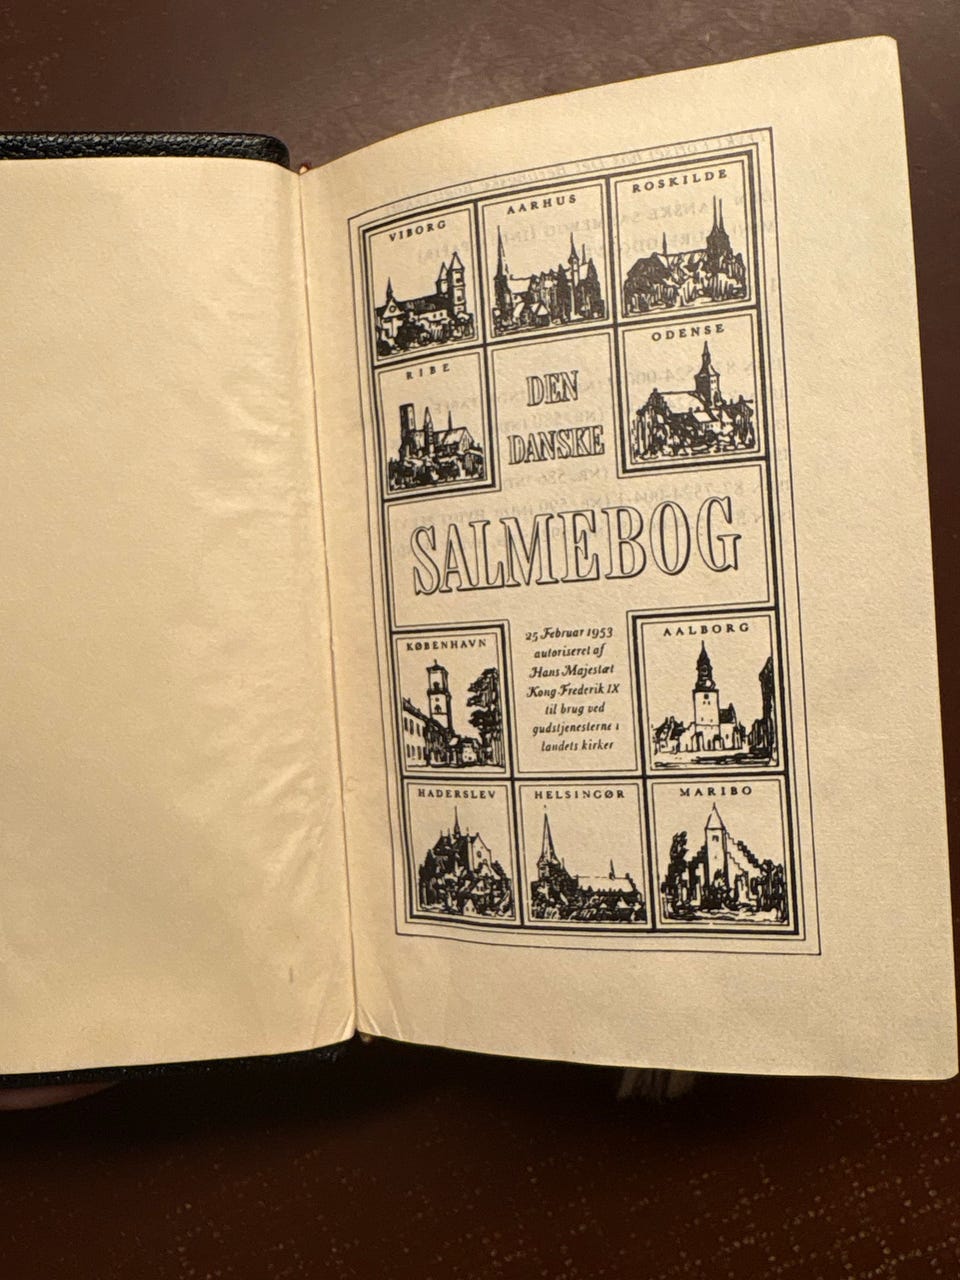 VIBORG
AARHUS
ROSKILDE
RIBE
DEN
DANSKE
ODENSE
SALMEBOG
KØBENHAVN
25 Februar 1953
autoriseret af
Hans Majestæt
Kong Frederik IX
til brug ved
gudstjenesterne i
landets kirker
AALBORG
HADERSLEV
HELSINGØR
MARIBO